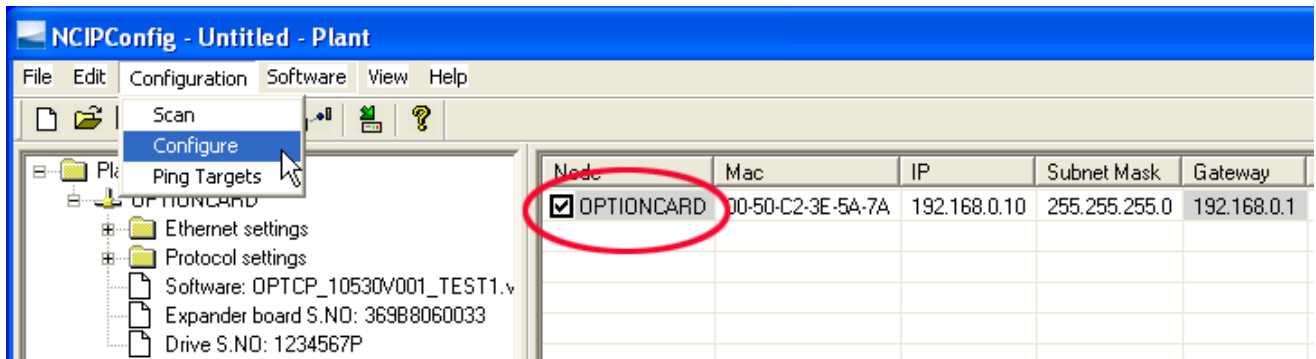 NCIPConfig - Untitled - Plant
File Edit Configuration Software View Help
Scan
Configure
Ping Targets
OPTIONCARD
Ethernet settings
Protocol settings
Software: OPTCP_10530V001_TEST1.v
Expander board S.NO: 369B8060033
Drive S.NO: 1234567P
Node Mac IP Subnet Mask Gateway
OPTIONCARD 00-50-C2-3E-5A-7A 192.168.0.10 255.255.255.0 192.168.0.1